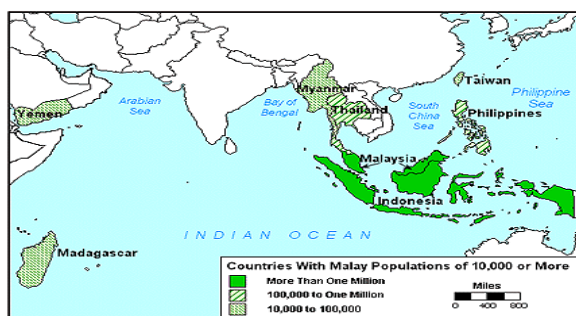 Taiwan
Myanmar
Philippine
Sea
Arabian
Sea
Bay of
Bengal
Thailand
South
China
Sea
Philippines
Yemen
Malaysia
Indonesia
INDIAN OCEAN
Madagascar
Countries With Malay Populations of 10,000 or More
More Than One Million
100,000 to One Million
10,000 to 100,000
Miles
0 400 800